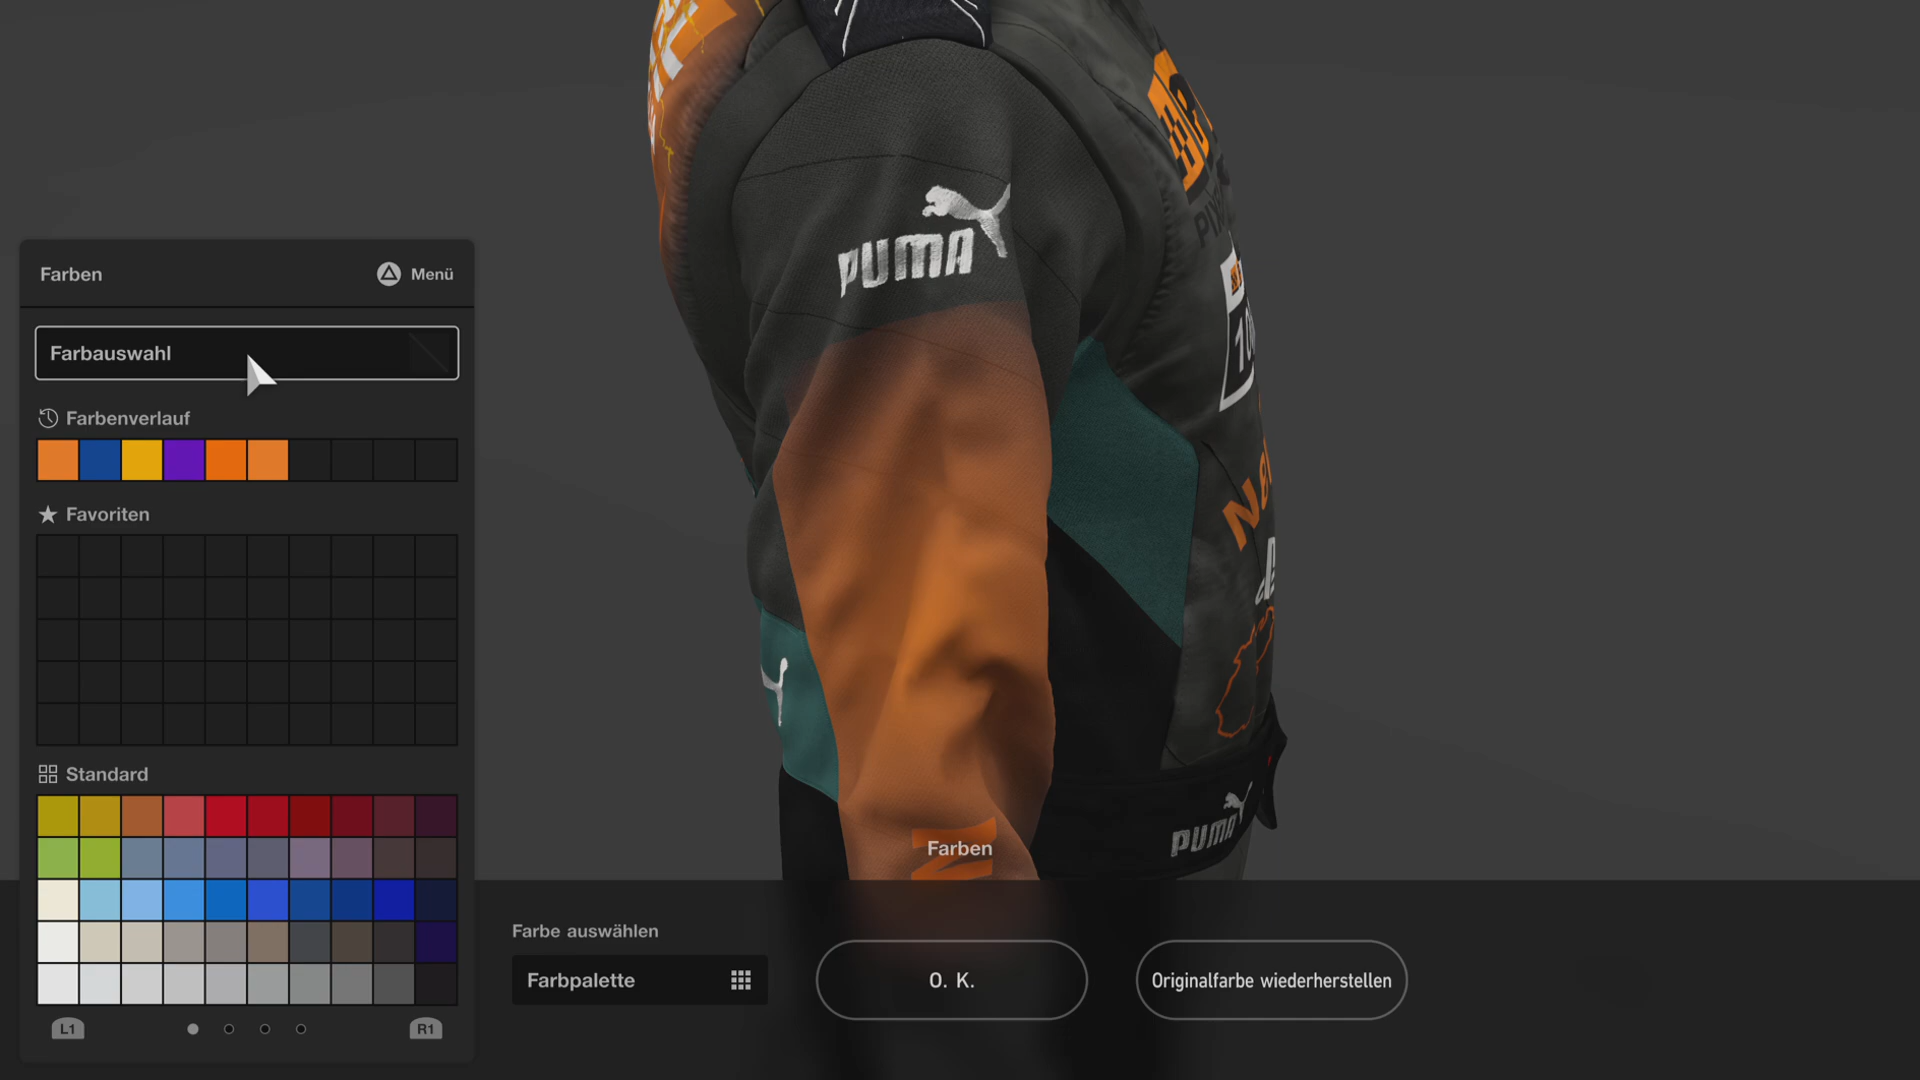 Farben
Menü
Farbauswahl
Farbenverlauf
Favoriten
Standard
L1
R1
PUMA
PUMA
Farben
Farbe auswählen
Farbpalette
O. K.
Originalfarbe wiederherstellen